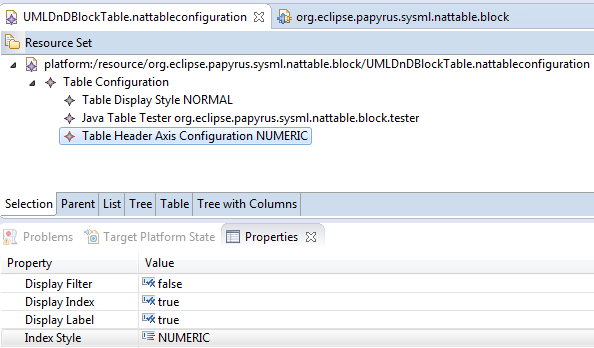 UMLDnDBlockTable.nattableconfiguration org.eclipse.papyrus.sysml.nattable.block
Resource Set
platform:/resource/org.eclipse.papyrus.sysml.nattable.block/UMLDnDBlockTable.nattableconfiguration
Table Configuration
Table Display Style NORMAL
Java Table Tester org.eclipse.papyrus.sysml.nattable.block.tester
Table Header Axis Configuration NUMERIC
Selection Parent List Tree Table Tree with Columns
Problems Target Platform State Properties
Property Value
Display Filter false
Display Index true
Display Label true
Index Style NUMERIC